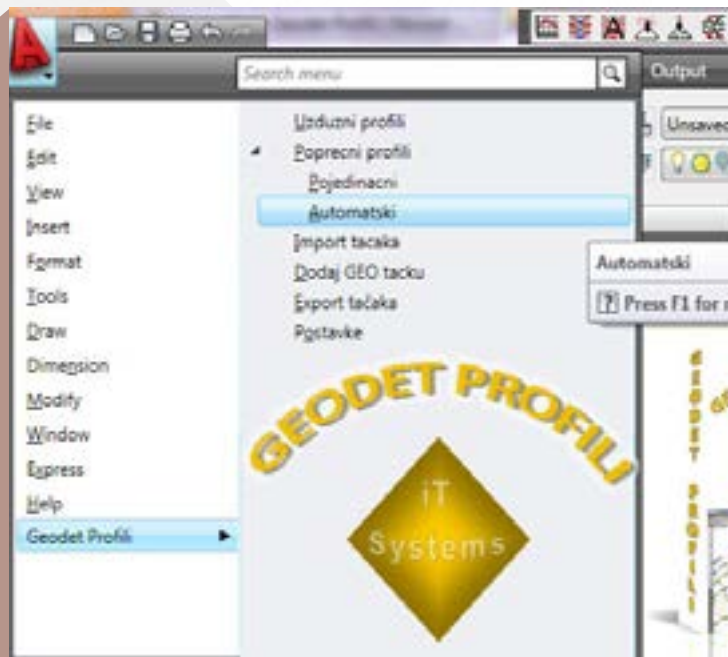 Search menu
Output
File
Edit
View
Insert
Format
Tools
Draw
Dimension
Modify
Window
Express
Help
Geodet Profili
Uzduzni profili
Poprecni profili
Pojedinacni
Automatski
Import tacaka
Dodaj GEO tacku
Export tačaka
Postavke
Unsaved
Automatski
Press F1 for
GEODET PROFILI
iT
Systems
GEODET PROFILI